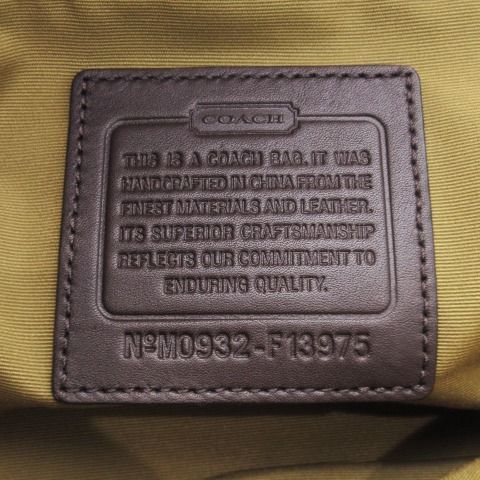 COACH
THIS IS A COACH BAG. IT WAS
HANDCRAFTED IN CHINA FROM THE
FINEST MATERIALS AND LEATHER.
ITS SUPERIOR CRAFTSMANSHIP
REFLECTS OUR COMMITMENT TO
ENDURING QUALITY.
NºM0932-F13975